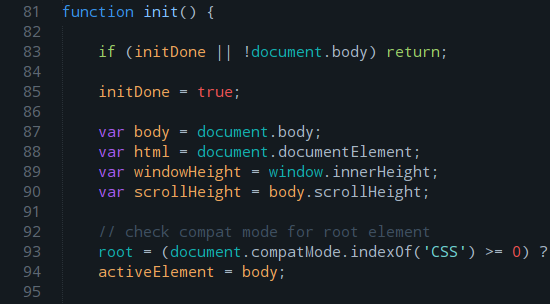 81 function init() {
82
83 if (initDone || !document.body) return;
84
85 initDone = true;
86
87 var body = document.body;
88 var html = document.documentElement;
89 var windowHeight = window.innerHeight;
90 var scrollHeight = body.scrollHeight;
91
92 // check compat mode for root element
93 root = (document.compatMode.indexOf('CSS') >= 0) ?
94 activeElement = body;
95